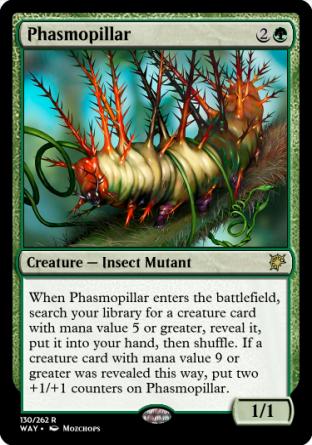 Phasmopillar 2
Creature — Insect Mutant
When Phasmopillar enters the battlefield,
search your library for a creature card
with mana value 5 or greater, reveal it,
put it into your hand, then shuffle. If a
creature card with mana value 9 or
greater was revealed this way, put two
+1/+1 counters on Phasmopillar.
1/1
130/262 R
WAY • Mozchops